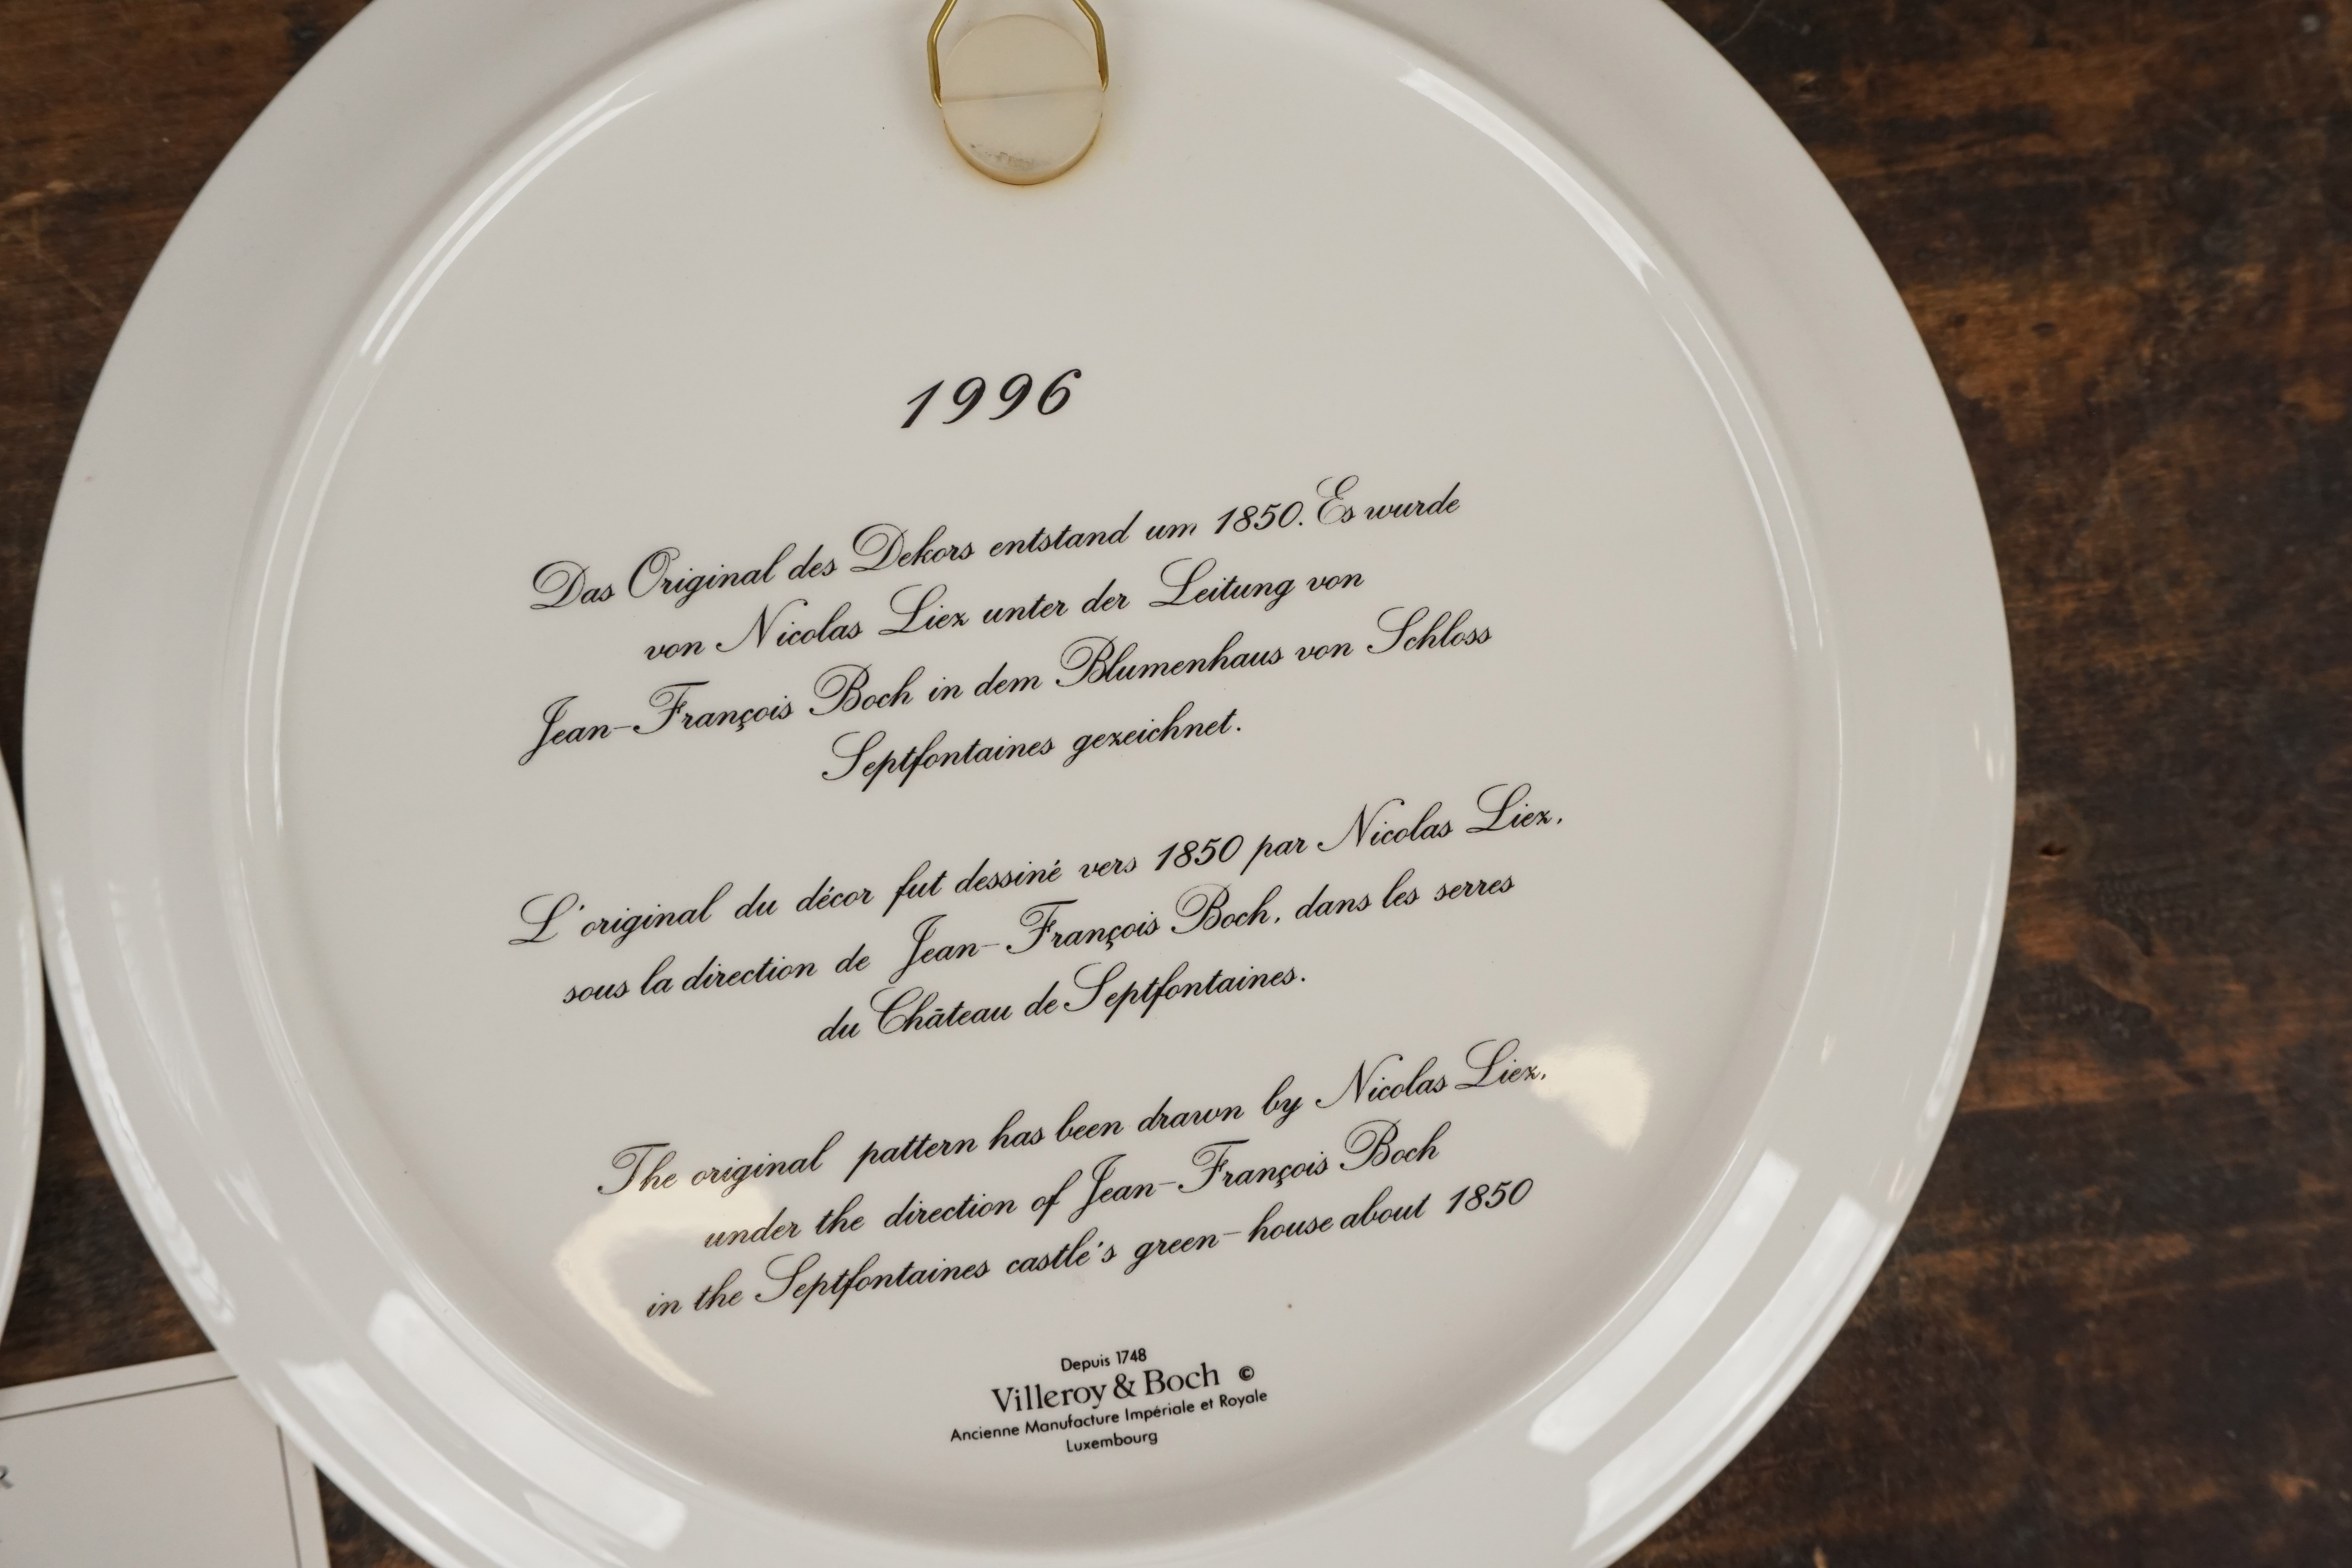 1996
Das Original des Dekors entstand um 1850. Es wurde
von Nicolas Liez unter der Leitung von
Jean-François Boch in dem Blumenhaus von Schloss
Septfontaines gezeichnet.
L'original du décor fut dessiné vers 1850 par Nicolas Liez,
sous la direction de Jean-François Boch, dans les serres
du Château de Septfontaines.
The original pattern has been drawn by Nicolas Liez,
under the direction of Jean-François Boch
in the Septfontaines castle's green-house about 1850
Depuis 1748
Villeroy & Boch ©
Ancienne Manufacture Impériale et Royale
Luxembourg